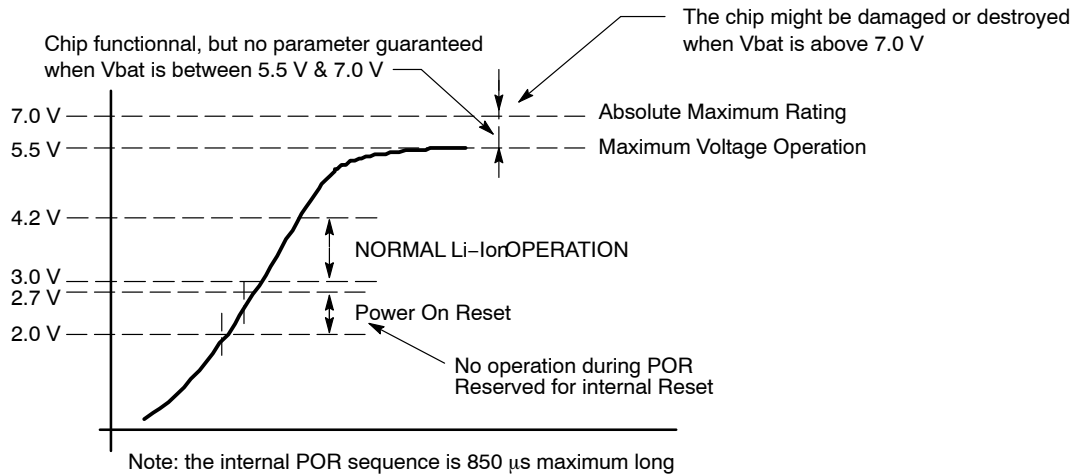 The chip might be damaged or destroyed
when Vbat is above 7.0 V
Chip functionnal, but no parameter guaranteed
when Vbat is between 5.5 V & 7.0 V
7.0 V
Absolute Maximum Rating
5.5 V
Maximum Voltage Operation
4.2 V
NORMAL Li−IonOPERATION
3.0 V
2.7 V
Power On Reset
2.0 V
No operation during POR
Reserved for internal Reset
Note: the internal POR sequence is 850 μs maximum long